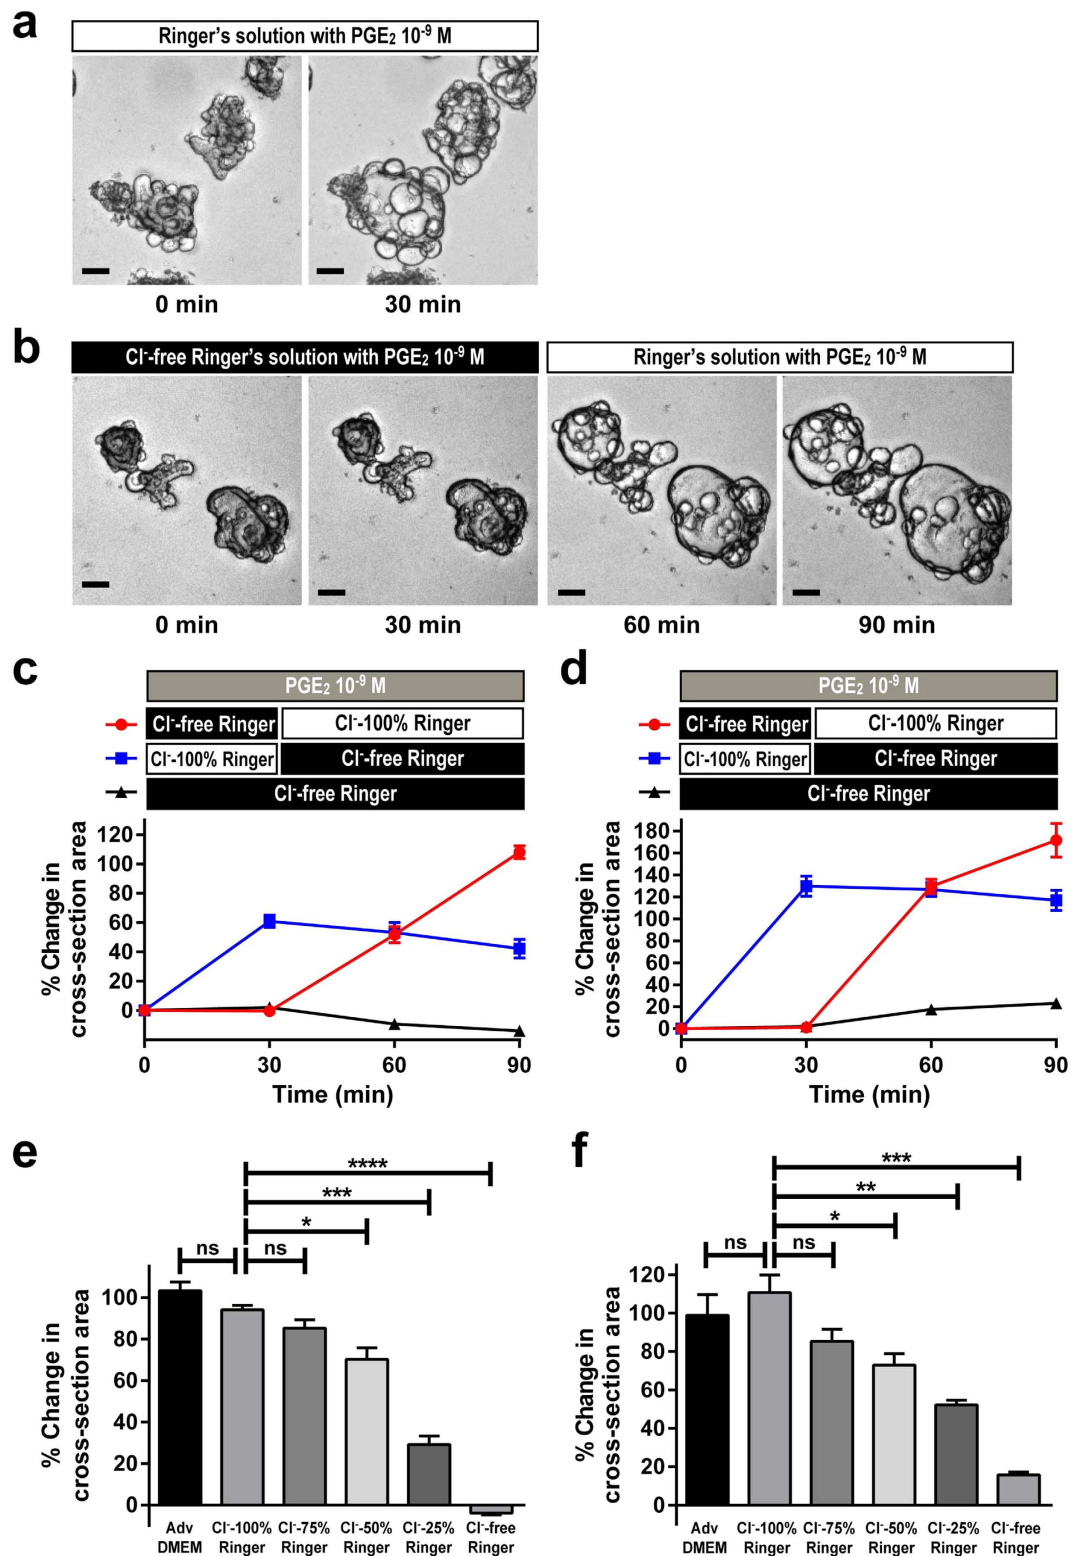 a
Ringer's solution with PGE₂ 10⁻⁹ M
0 min 30 min
b
Cl⁻-free Ringer's solution with PGE₂ 10⁻⁹ M Ringer's solution with PGE₂ 10⁻⁹ M
0 min 30 min 60 min 90 min
c
PGE₂ 10⁻⁹ M
Cl⁻-free Ringer Cl⁻-100% Ringer
Cl⁻-100% Ringer Cl⁻-free Ringer
Cl⁻-free Ringer
% Change in
cross-section area
120
100
80
60
40
20
0
0 30 60 90
Time (min)
d
PGE₂ 10⁻⁹ M
Cl⁻-free Ringer Cl⁻-100% Ringer
Cl⁻-100% Ringer Cl⁻-free Ringer
Cl⁻-free Ringer
% Change in
cross-section area
180
160
140
120
100
80
60
40
20
0
0 30 60 90
Time (min)
e
****
***
*
ns ns
% Change in
cross-section area
100
80
60
40
20
0
Adv Cl⁻-100% Cl⁻-75% Cl⁻-50% Cl⁻-25% Cl⁻-free
DMEM Ringer Ringer Ringer Ringer Ringer
f
***
**
*
ns ns
% Change in
cross-section area
120
100
80
60
40
20
0
Adv Cl⁻-100% Cl⁻-75% Cl⁻-50% Cl⁻-25% Cl⁻-free
DMEM Ringer Ringer Ringer Ringer Ringer